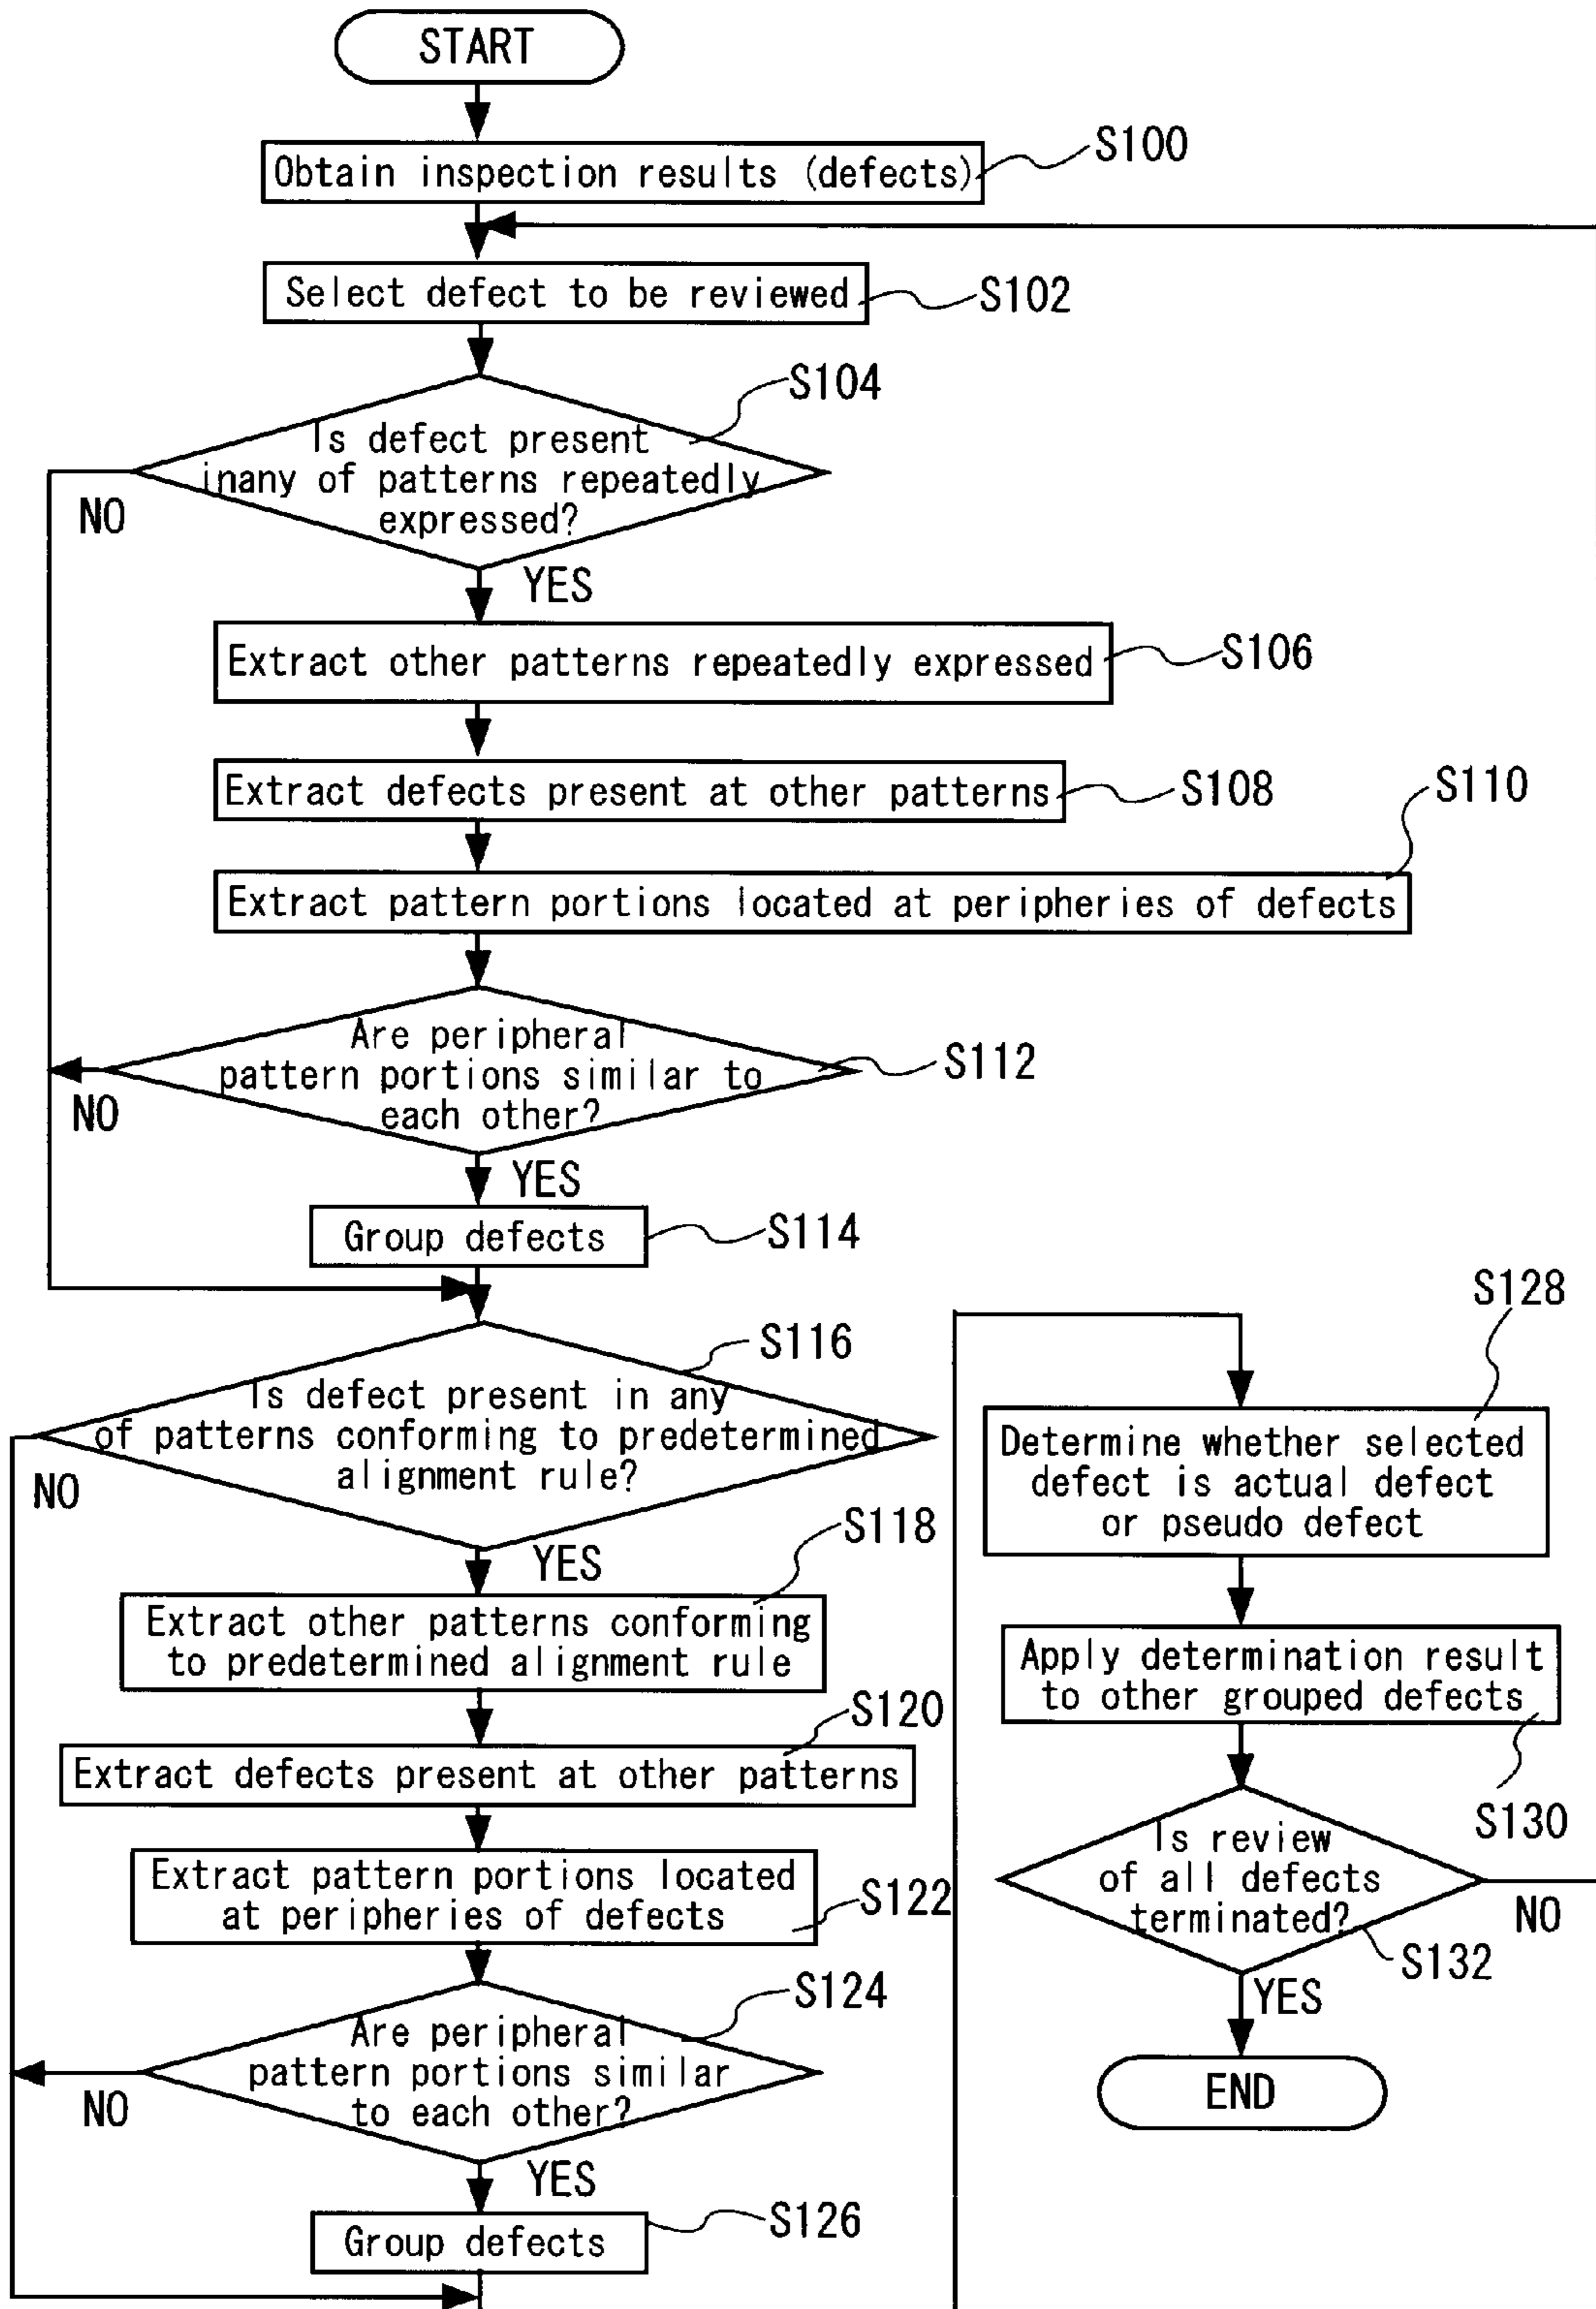 START
Obtain inspection results (defects)
S100
Select defect to be reviewed
S102
S104
Is defect present
inany of patterns repeatedly
expressed?
NO
YES
Extract other patterns repeatedly expressed
S106
Extract defects present at other patterns
S108
S110
Extract pattern portions located at peripheries of defects
Are peripheral
pattern portions similar to
each other?
S112
NO
YES
Group defects
S114
S116
Is defect present in any
of patterns conforming to predetermined
alignment rule?
NO
YES
S118
Extract other patterns conforming
to predetermined alignment rule
S120
Extract defects present at other patterns
Extract pattern portions located
at peripheries of defects
S122
S124
Are peripheral
pattern portions similar
to each other?
NO
YES
Group defects
S126
S128
Determine whether selected
defect is actual defect
or pseudo defect
Apply determination result
to other grouped defects
S130
Is review
of all defects
terminated?
NO
S132
YES
END